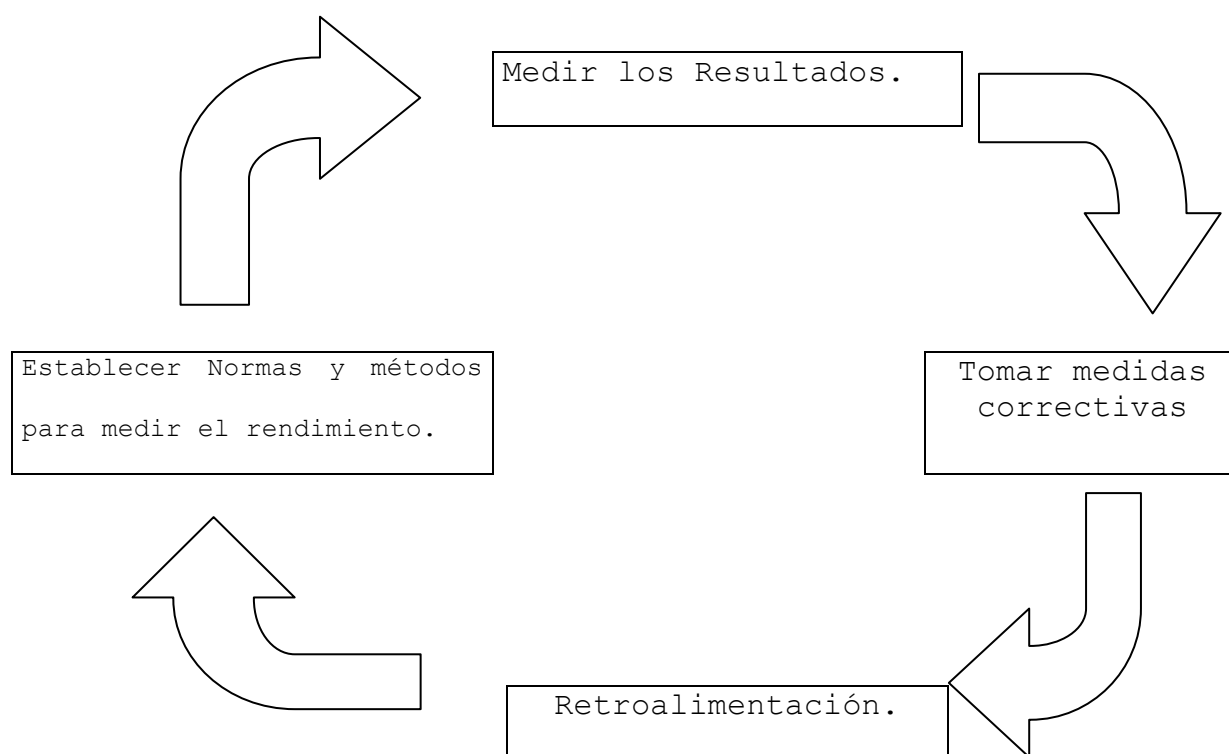 Medir los Resultados.
Establecer Normas y métodos
para medir el rendimiento.
Tomar medidas
correctivas
Retroalimentación.